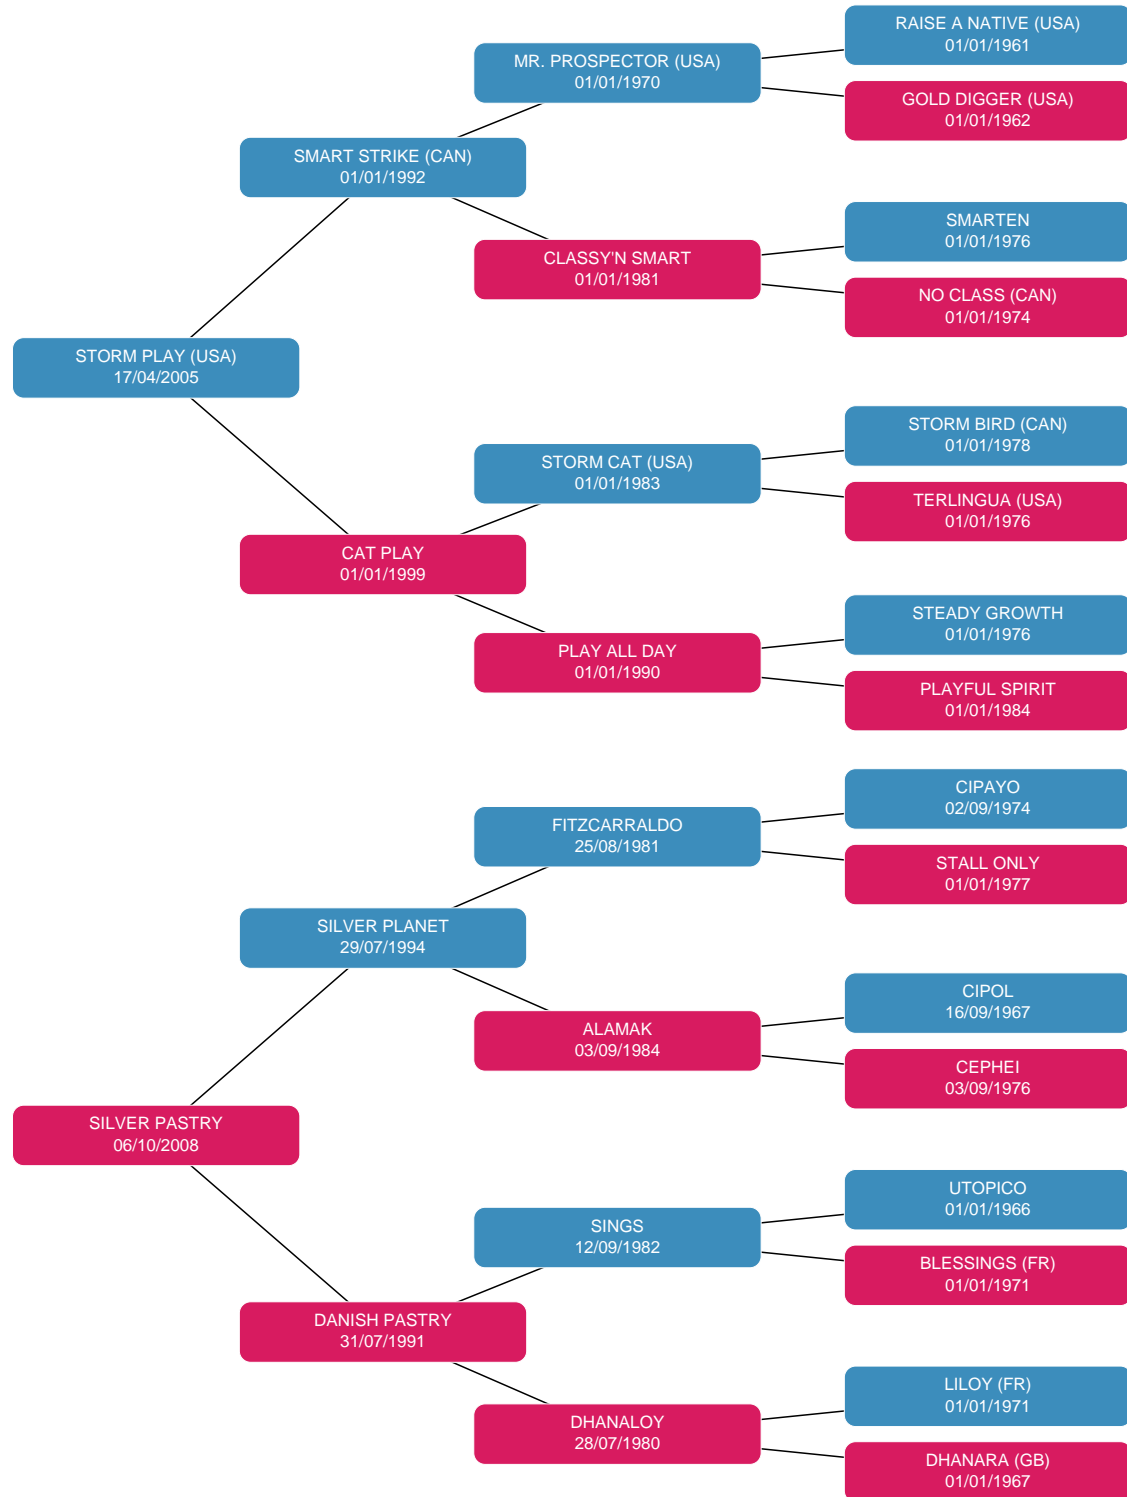 RAISE A NATIVE (USA)
01/01/1961
MR. PROSPECTOR (USA)
01/01/1970
GOLD DIGGER (USA)
01/01/1962
SMART STRIKE (CAN)
01/01/1992
SMARTEN
01/01/1976
CLASSY'N SMART
01/01/1981
NO CLASS (CAN)
01/01/1974
STORM PLAY (USA)
17/04/2005
STORM BIRD (CAN)
01/01/1978
STORM CAT (USA)
01/01/1983
TERLINGUA (USA)
01/01/1976
CAT PLAY
01/01/1999
STEADY GROWTH
01/01/1976
PLAY ALL DAY
01/01/1990
PLAYFUL SPIRIT
01/01/1984
CIPAYO
02/09/1974
FITZCARRALDO
25/08/1981
STALL ONLY
01/01/1977
SILVER PLANET
29/07/1994
CIPOL
16/09/1967
ALAMAK
03/09/1984
CEPHEI
03/09/1976
SILVER PASTRY
06/10/2008
UTOPICO
01/01/1966
SINGS
12/09/1982
BLESSINGS (FR)
01/01/1971
DANISH PASTRY
31/07/1991
LILOY (FR)
01/01/1971
DHANALOY
28/07/1980
DHANARA (GB)
01/01/1967